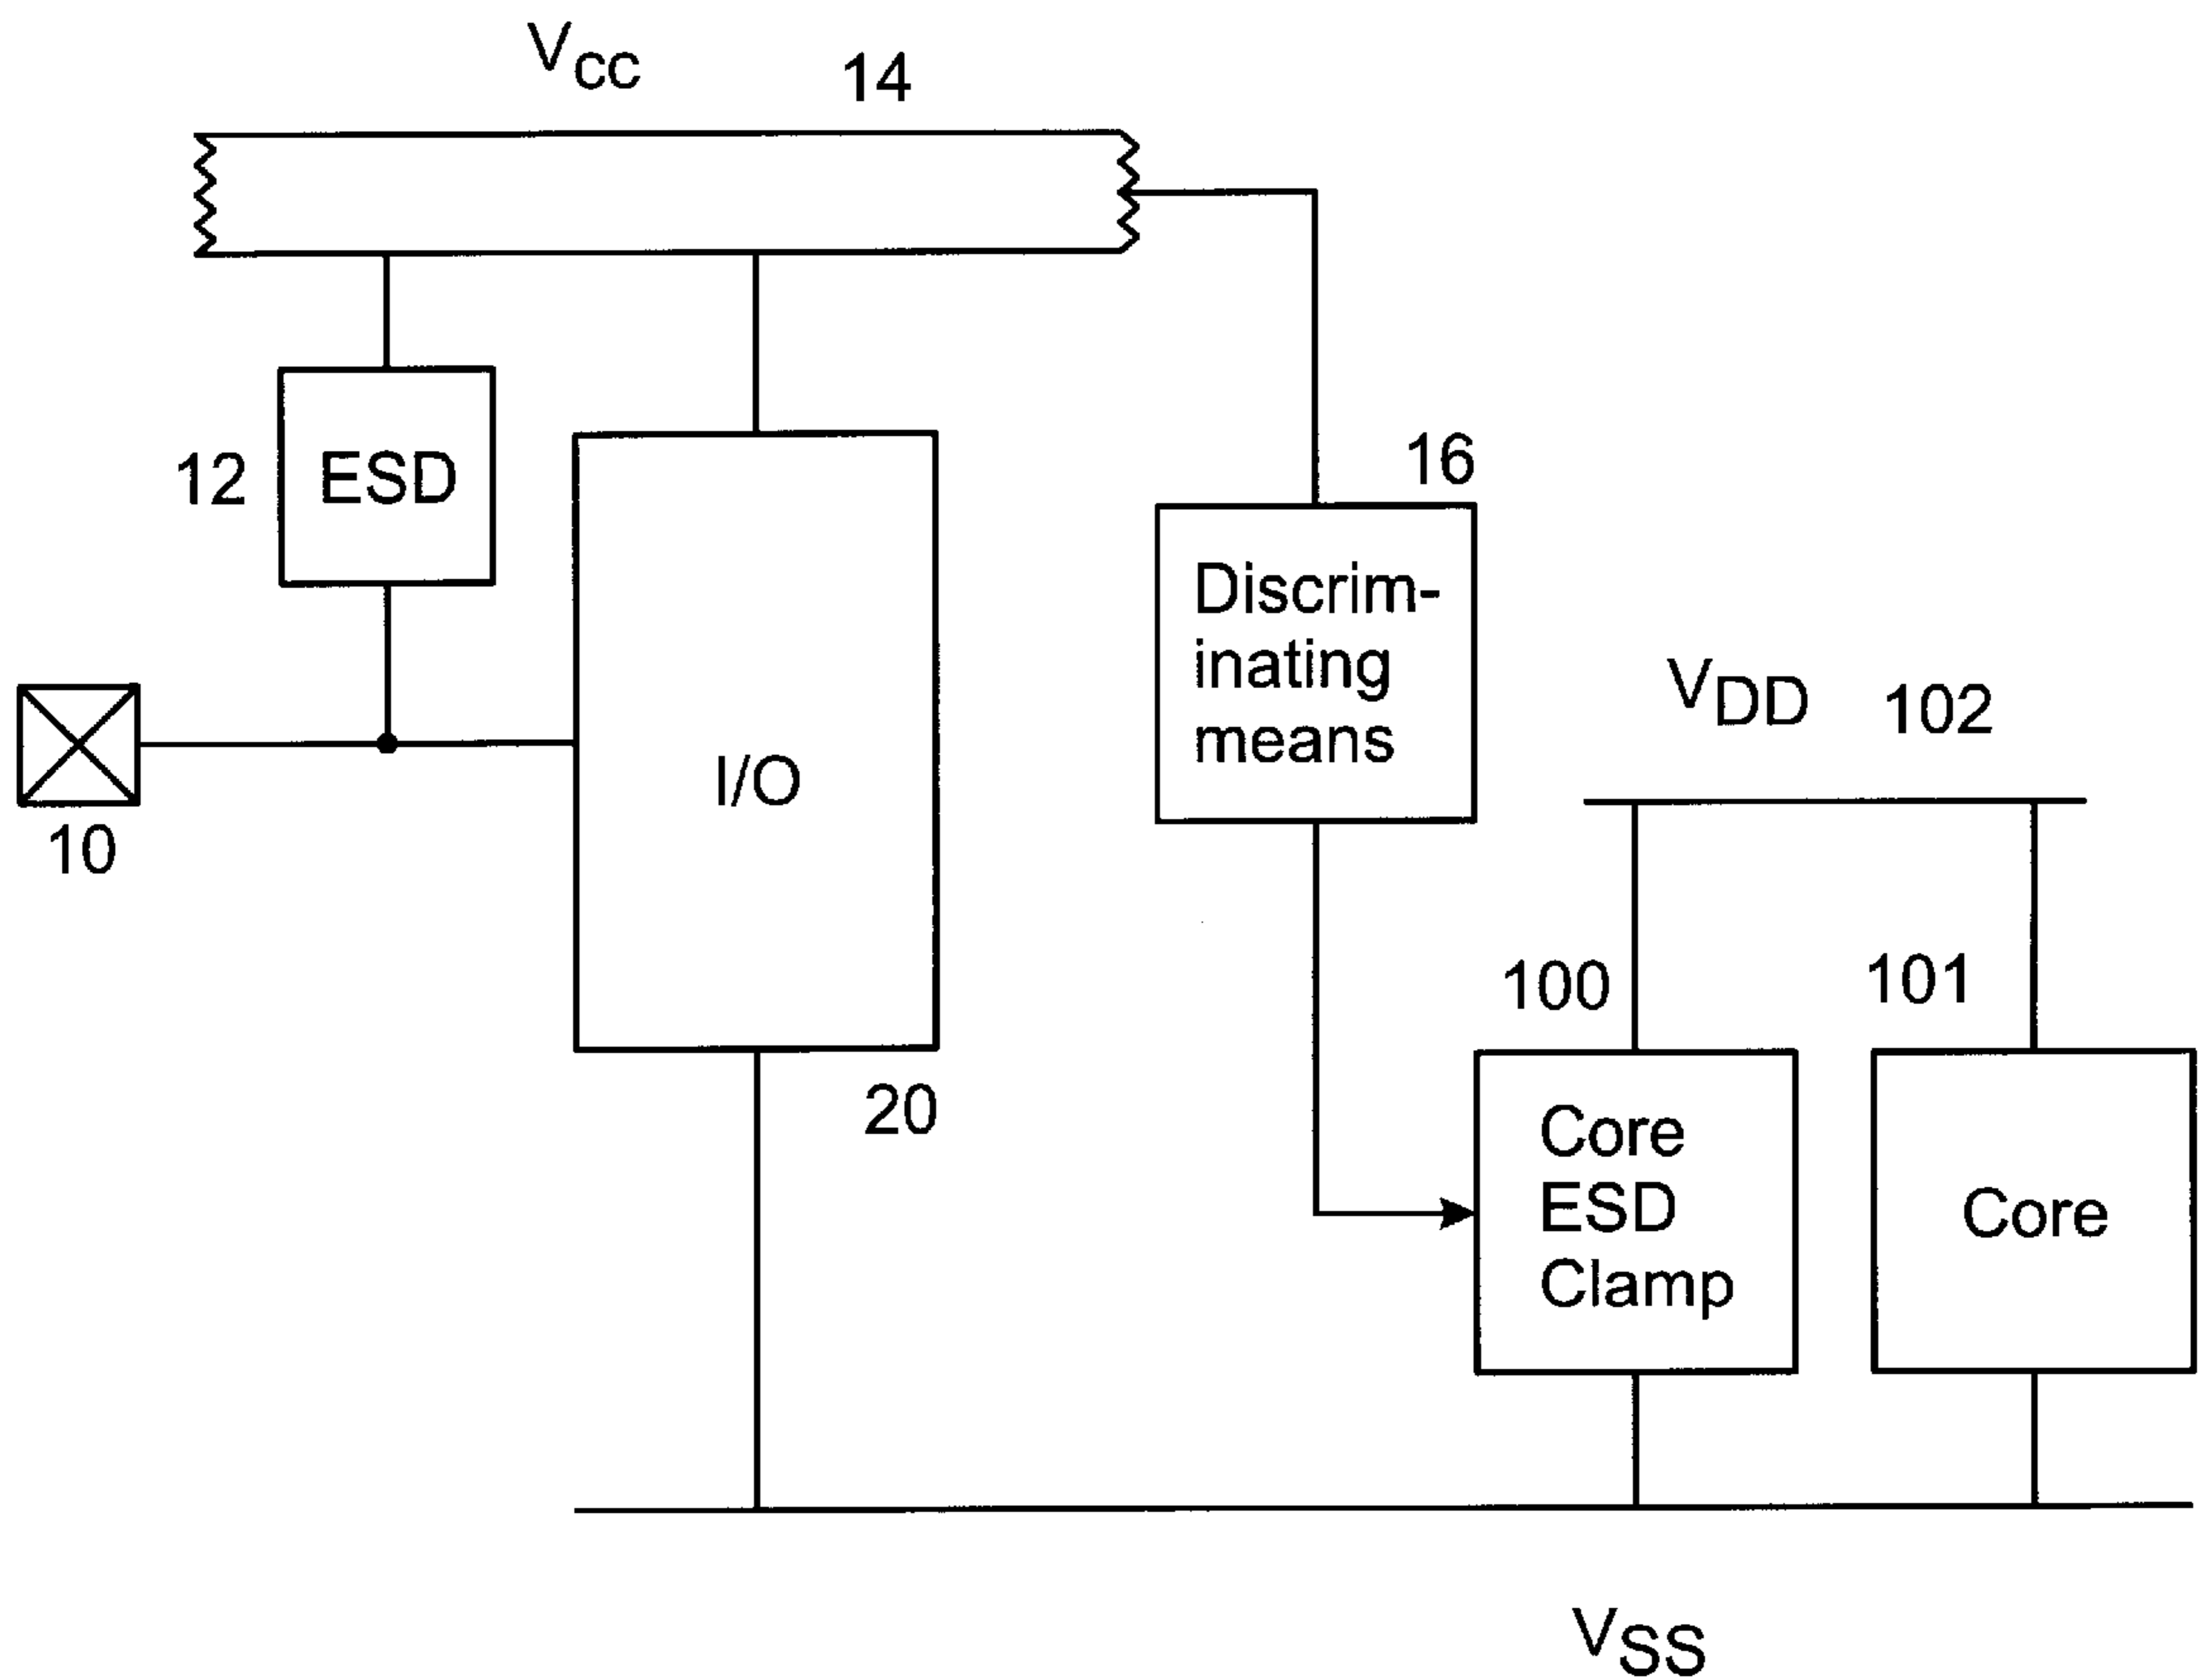 Vcc
14
12
ESD
16
Discrim-
inating
means
VDD
102
10
I/O
100
101
20
Core
ESD
Clamp
Core
VSS